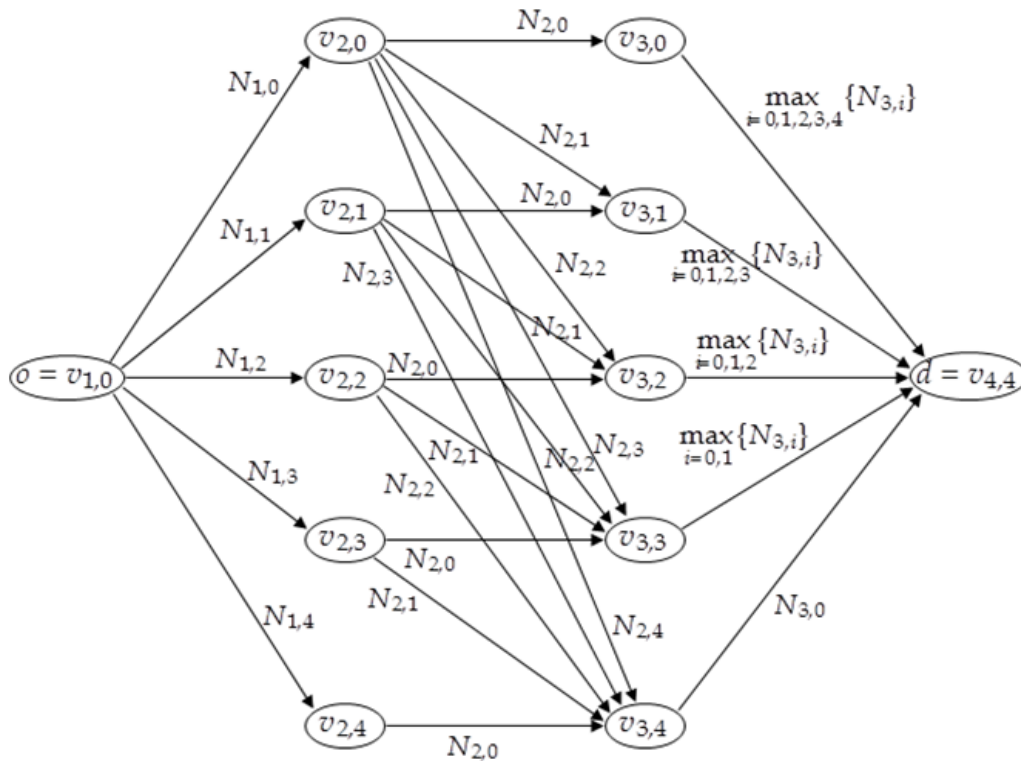 N_{2,0}
v_{2,0}
v_{3,0}
N_{1,0}
max {N_{3,i}}
i=0,1,2,3,4
N_{2,1}
N_{2,0}
v_{2,1}
v_{3,1}
N_{1,1}
N_{2,3}
N_{2,2}
max {N_{3,i}}
i=0,1,2,3
N_{2,1}
N_{1,2}
N_{2,0}
max {N_{3,i}}
i=0,1,2
o = v_{1,0}
v_{2,2}
v_{3,2}
d = v_{4,4}
N_{2,1}
N_{2,2}
N_{2,3}
max {N_{3,i}}
i=0,1
N_{1,3}
N_{2,2}
v_{2,3}
v_{3,3}
N_{2,0}
N_{2,1}
N_{1,4}
N_{2,4}
N_{3,0}
v_{2,4}
v_{3,4}
N_{2,0}